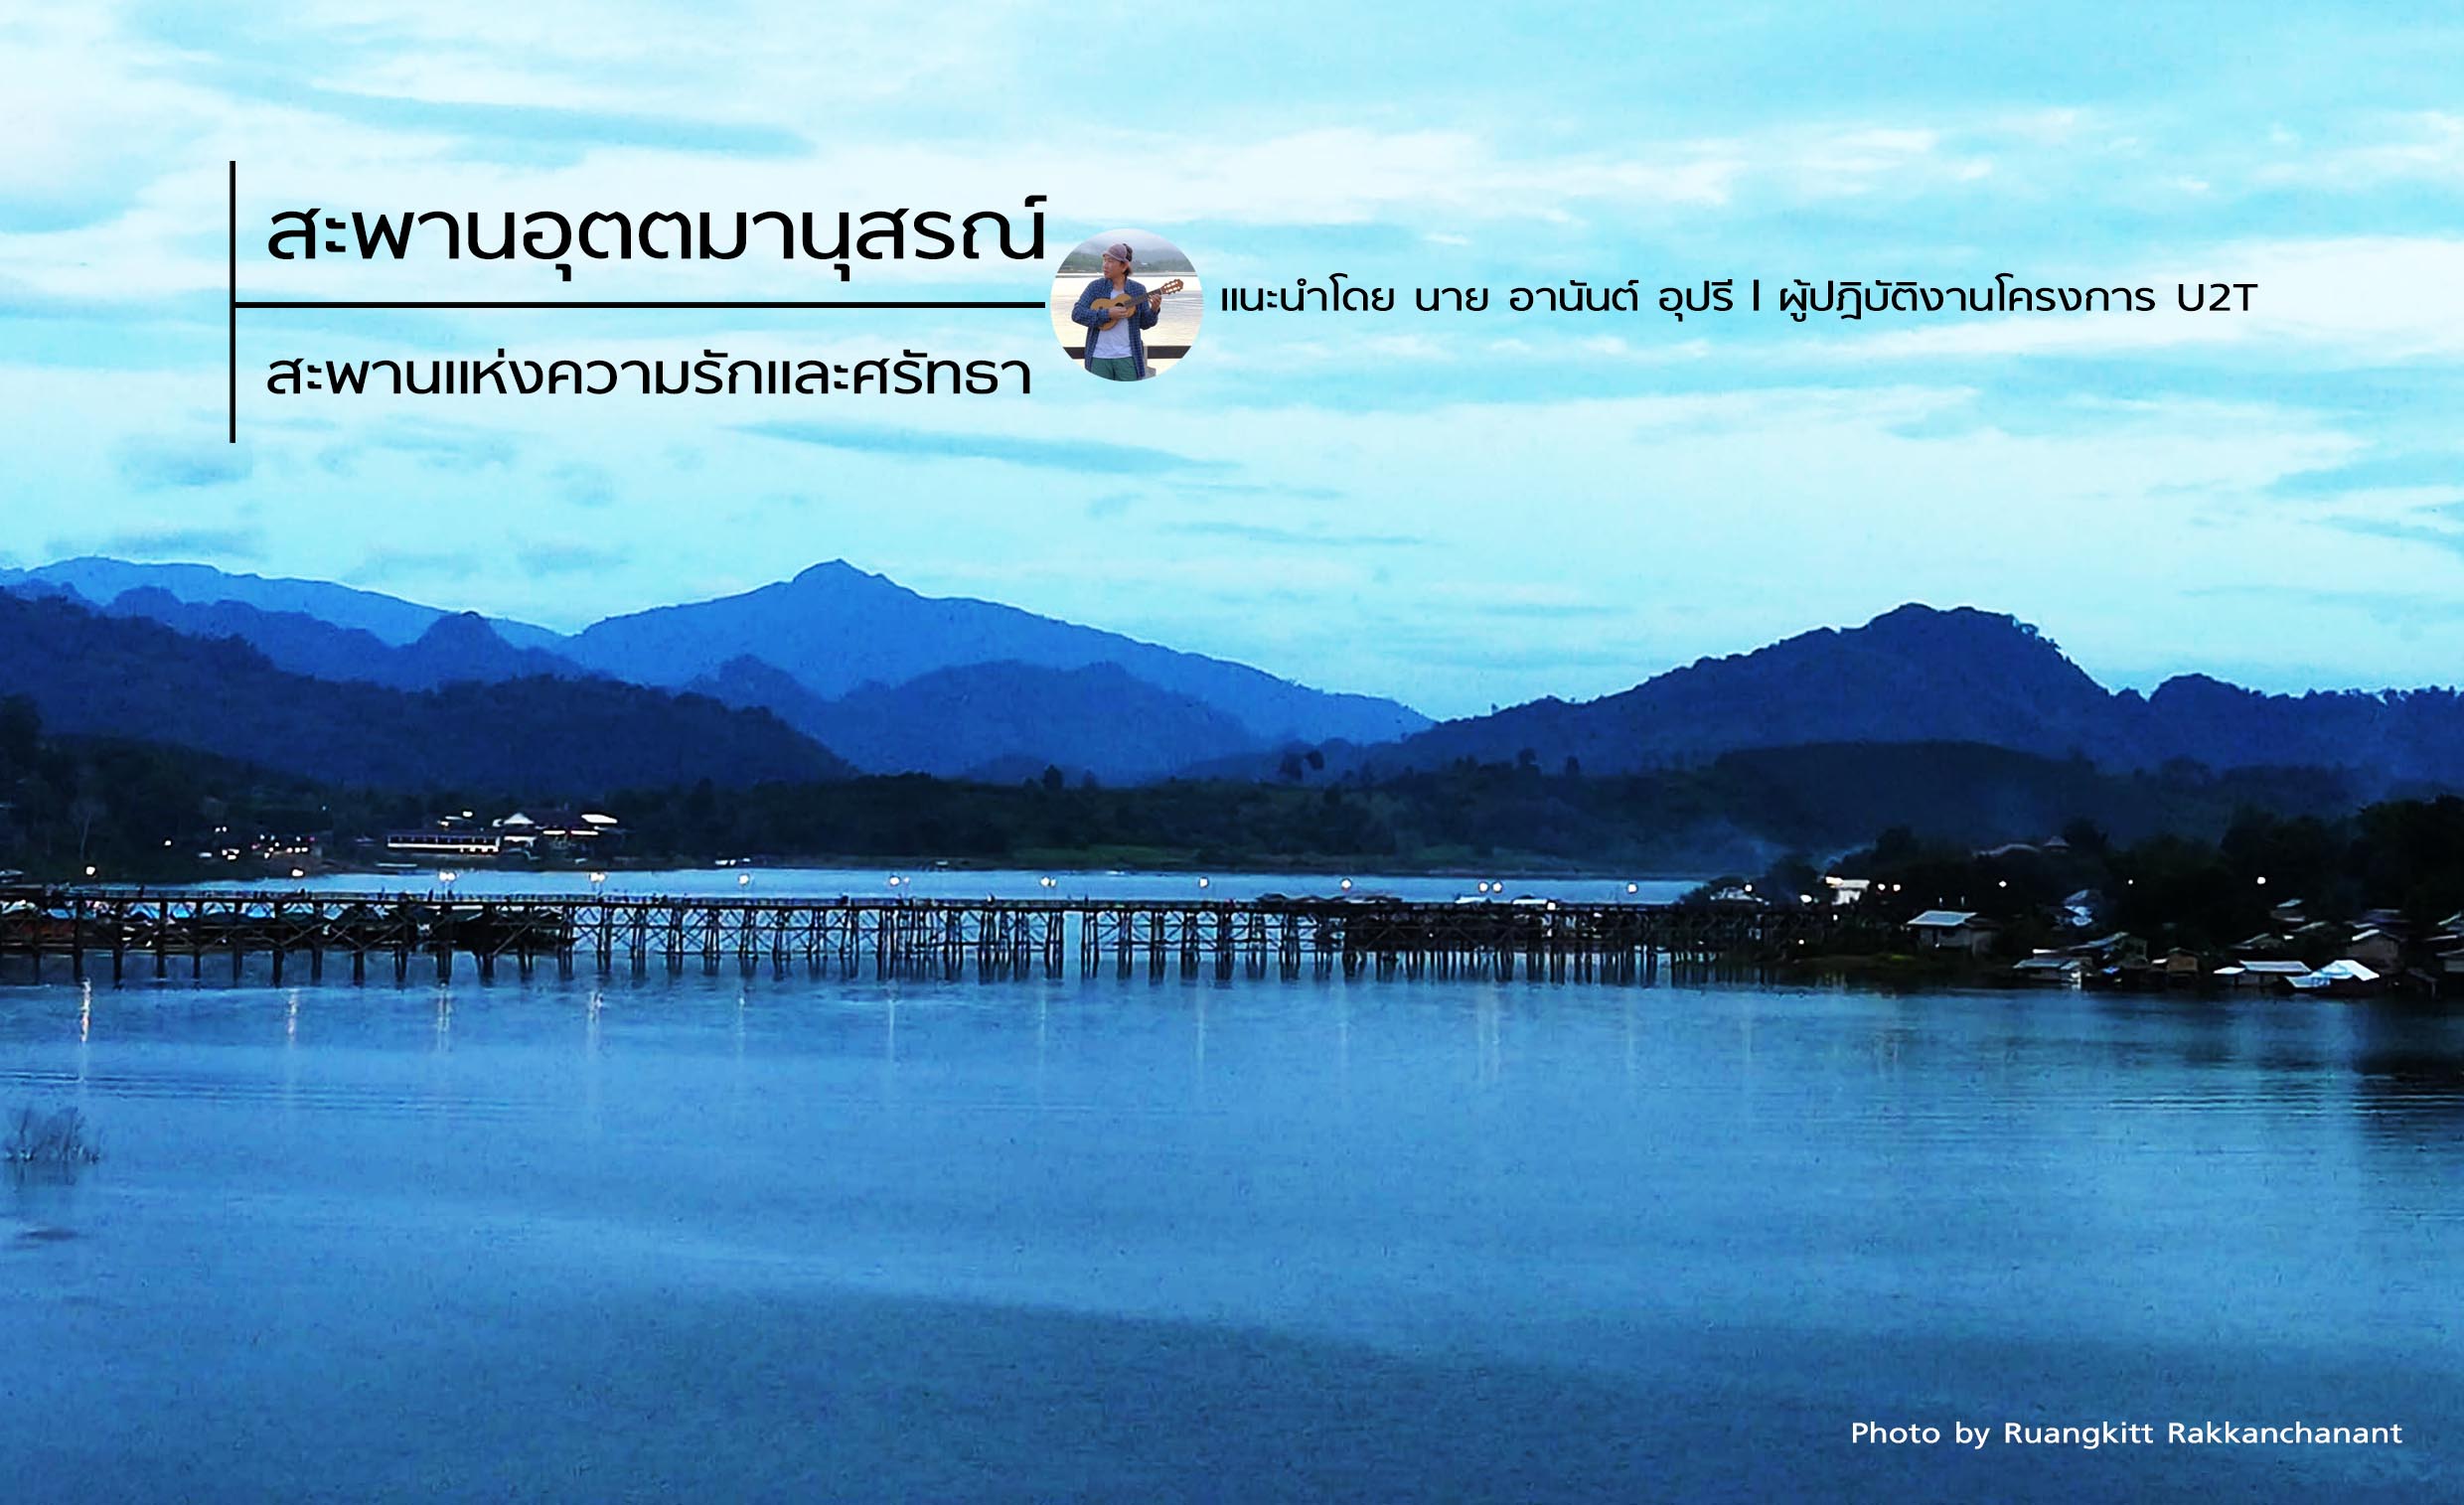 สะพานอุตตมานุสรณ์
สะพานแห่งความรักและศรัทธา
แนะนำโดย นาย อานันต์ อุปรี | ผู้ปฎิบัติงานโครงการ U2T
Photo by Ruangkitt Rakkanchanant